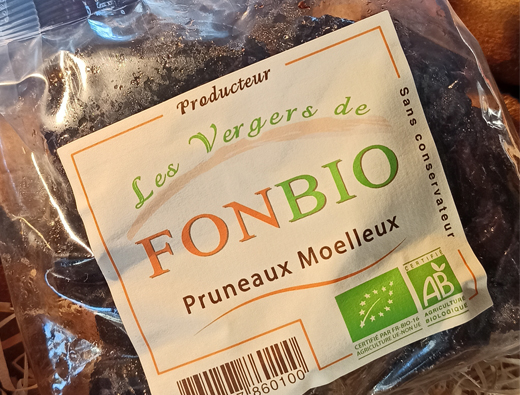 Producteur
Les Vergers de
FONBIO
Pruneaux Moelleux
Sans conservateur
CERTIFIÉ
AB
AGRICULTURE
BIOLOGIQUE
CERTIFIÉ PAR FR-BIO-16
AGRICULTURE UE NON UE
860100